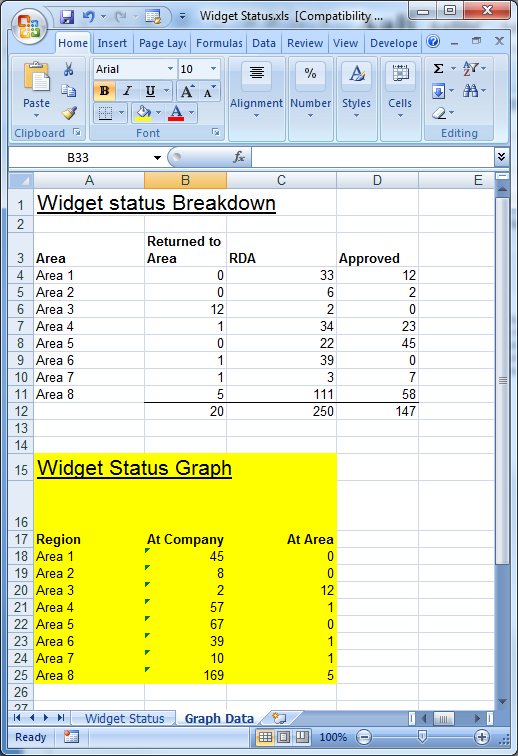 Widget Status.xls [Compatibility ...
Home Insert Page Layo Formulas Data Review View Develope
Paste
Arial 10
B I U A A
A
Alignment Number Styles Cells
% A Σ
Clipboard Font Editing
B33 fx
A B C D E
1 Widget status Breakdown
2
Returned to
3 Area Area RDA Approved
4 Area 1 0 33 12
5 Area 2 0 6 2
6 Area 3 12 2 0
7 Area 4 1 34 23
8 Area 5 0 22 45
9 Area 6 1 39 0
10 Area 7 1 3 7
11 Area 8 5 111 58
12 20 250 147
13
14
15 Widget Status Graph
16
17 Region At Company At Area
18 Area 1 45 0
19 Area 2 8 0
20 Area 3 2 12
21 Area 4 57 1
22 Area 5 67 0
23 Area 6 39 1
24 Area 7 10 1
25 Area 8 169 5
26
27
Widget Status Graph Data
Ready 100%